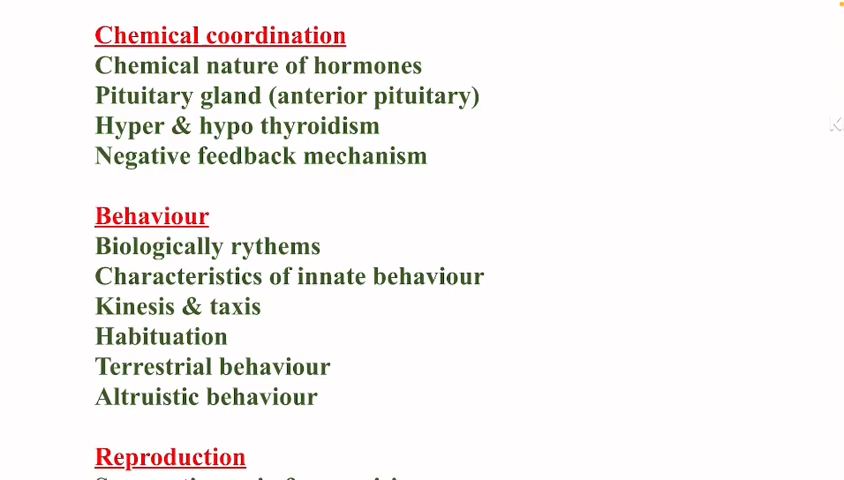 Chemical coordination
Chemical nature of hormones
Pituitary gland (anterior pituitary)
Hyper & hypo thyroidism
Negative feedback mechanism
Behaviour
Biologically rythems
Characteristics of innate behaviour
Kinesis & taxis
Habituation
Terrestrial behaviour
Altruistic behaviour
Reproduction